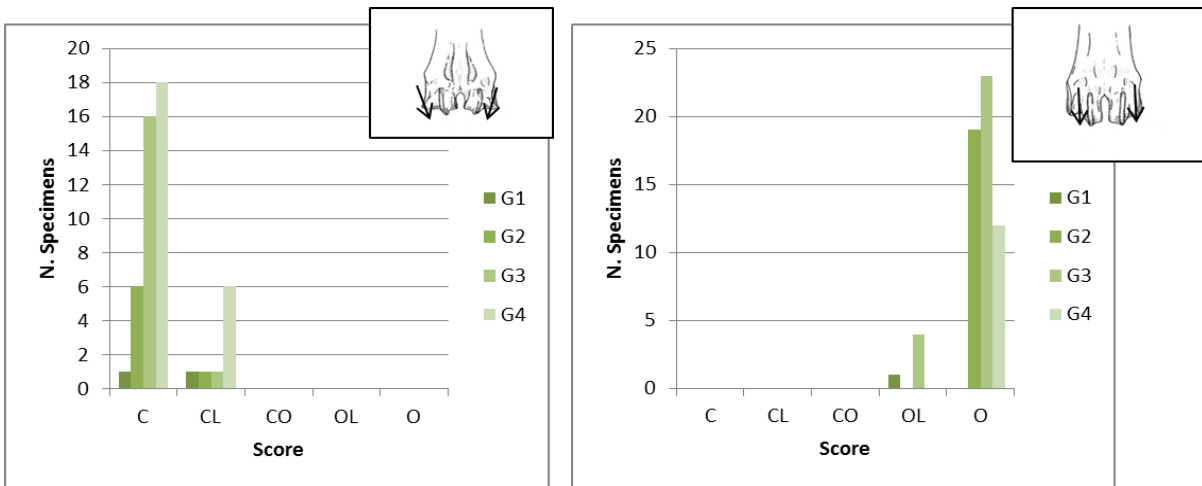 20
18
16
14
12
10
8
6
4
2
0
N. Specimens
C CL CO OL O
Score
G1
G2
G3
G4
25
20
15
10
5
0
N. Specimens
C CL CO OL O
Score
G1
G2
G3
G4